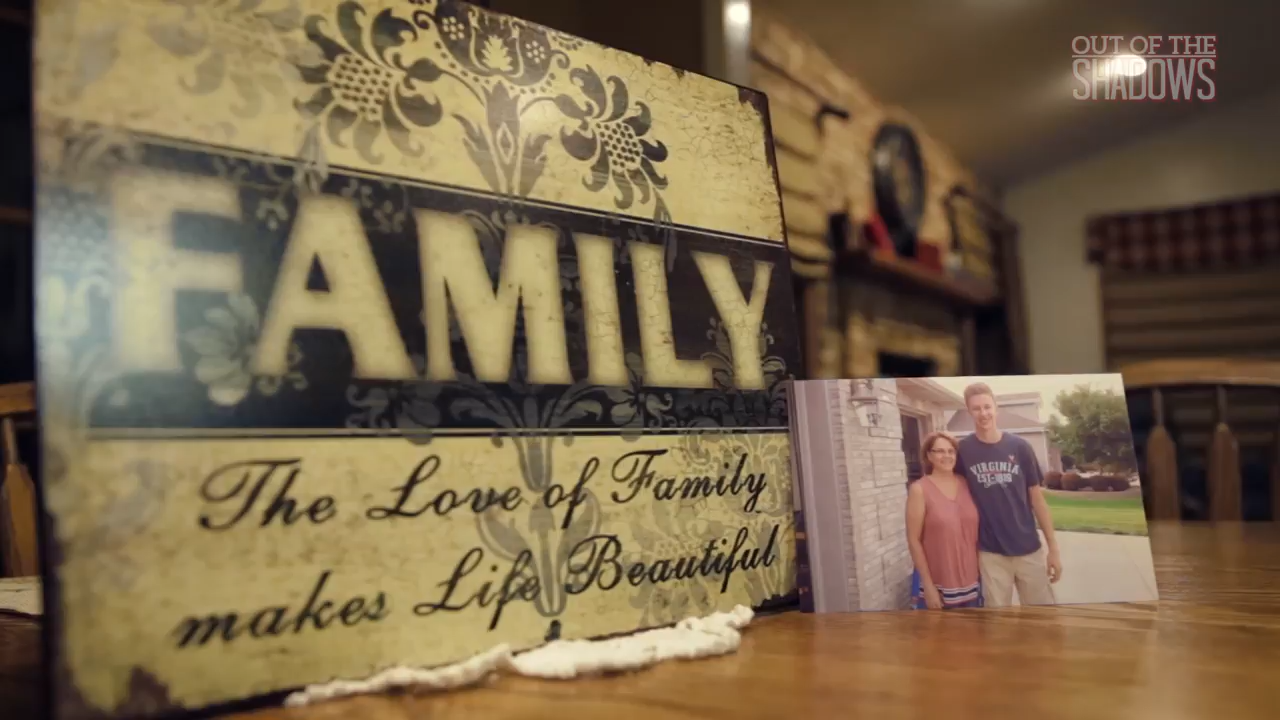 OUT OF THE
SHADOWS
FAMILY
The Love of Family
makes Life Beautiful
VIRGINIA